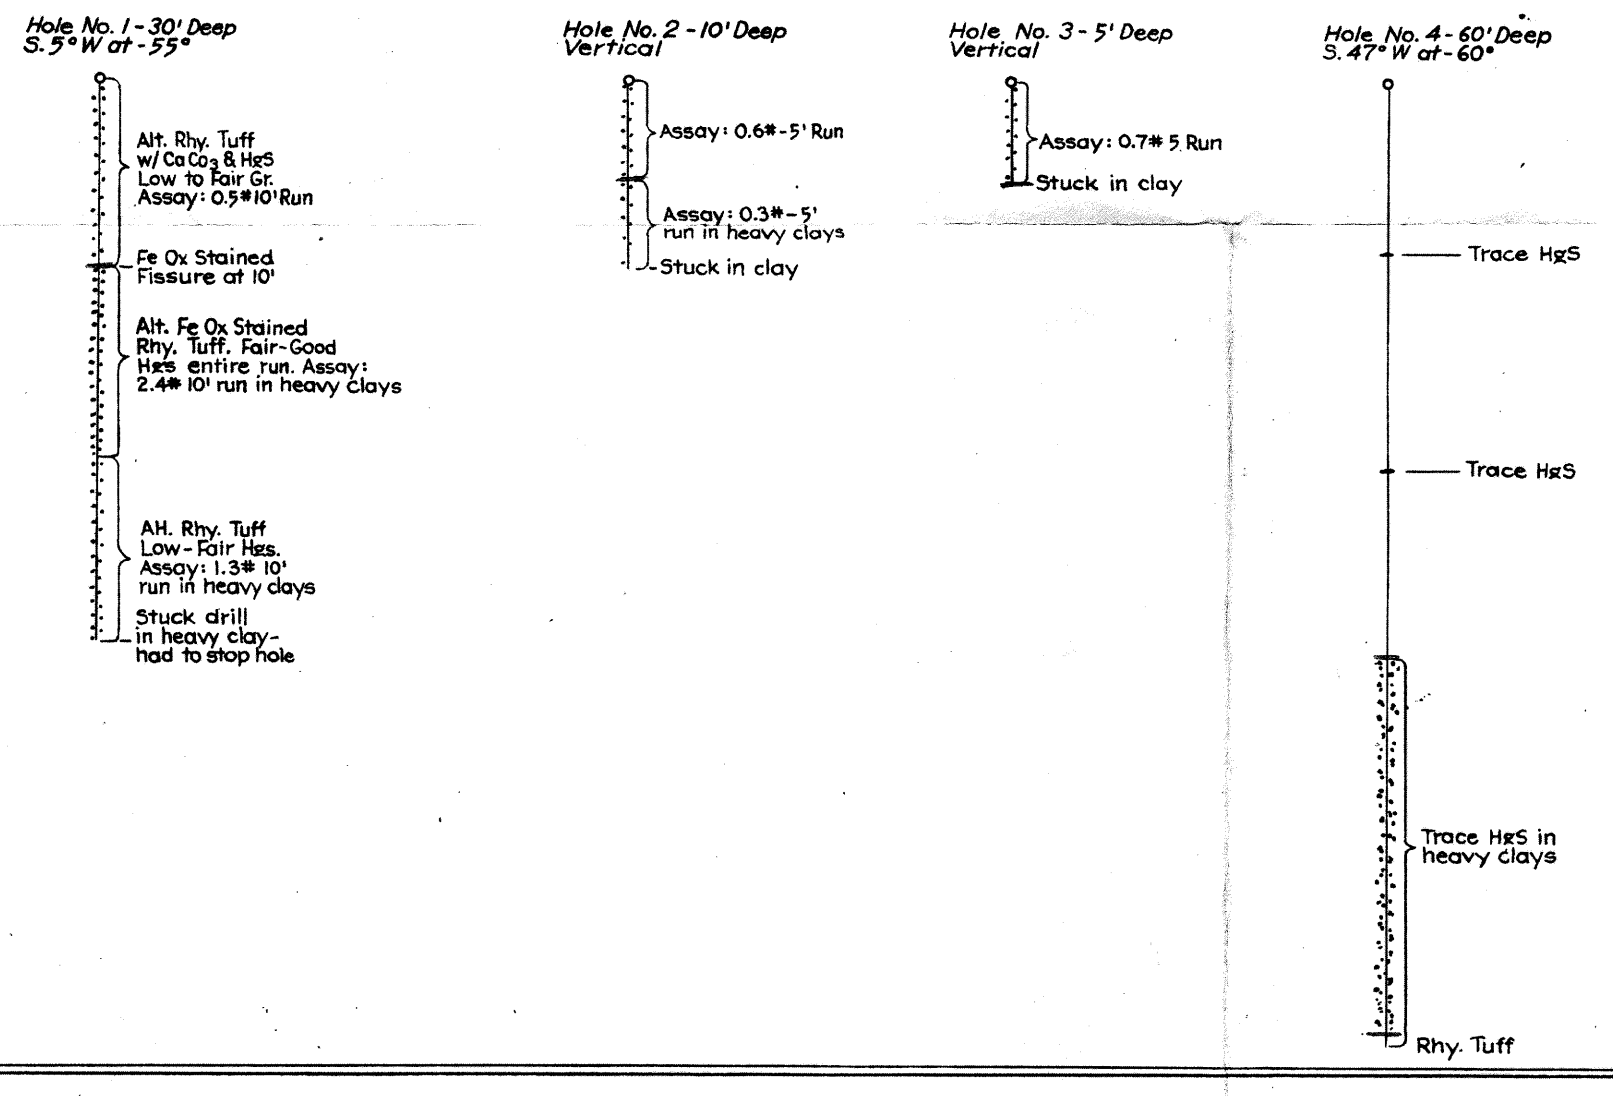 Hole No. 1-30' Deep
S. 5° W at -55°
Alt. Rhy. Tuff
w/ CaCo3 & HgS
Low to Fair Gr.
Assay: 0.5# 10' Run
Fe Ox Stained
Fissure at 10'
Alt. Fe Ox Stained
Rhy. Tuff. Fair-Good
Hgs entire run. Assay:
2.4# 10' run in heavy clays
AH. Rhy. Tuff
Low-Fair Hgs.
Assay: 1.3# 10'
run in heavy clays
Stuck drill
in heavy clay-
had to stop hole
Hole No. 2 -10' Deep
Vertical
Assay: 0.6#-5' Run
Assay: 0.3#-5'
run in heavy clays
Stuck in clay
Hole No. 3-5' Deep
Vertical
Assay: 0.7# 5 Run
Stuck in clay
Hole No. 4-60' Deep
S. 47° W at -60°
Trace HgS
Trace HgS
Trace HgS in
heavy clays
Rhy. Tuff